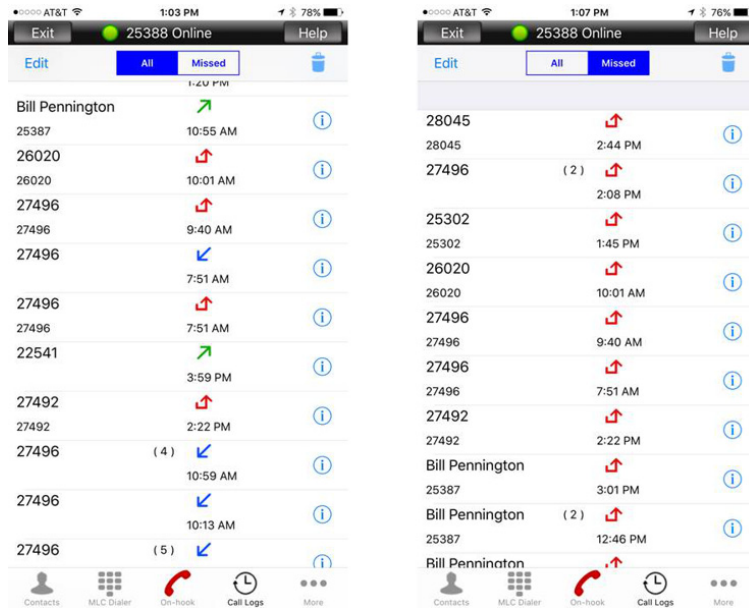 AT&T 1:03 PM 78%
Exit 25388 Online Help
Edit All Missed
1:20 PM
Bill Pennington
25387 10:55 AM
26020
26020 10:01 AM
27496
27496 9:40 AM
27496
7:51 AM
27496
27496 7:51 AM
22541
3:59 PM
27492
27492 2:22 PM
27496 (4)
10:59 AM
27496
10:13 AM
27496 (5)
Contacts MLC Dialer On-hook Call Logs More
AT&T 1:07 PM 76%
Exit 25388 Online Help
Edit All Missed
28045
28045 2:44 PM
27496 (2)
2:08 PM
25302
25302 1:45 PM
26020
26020 10:01 AM
27496
27496 9:40 AM
27496
27496 7:51 AM
27492
27492 2:22 PM
Bill Pennington
25387 3:01 PM
Bill Pennington (2)
25387 12:46 PM
Bill Pennington
Contacts MLC Dialer On-hook Call Logs More